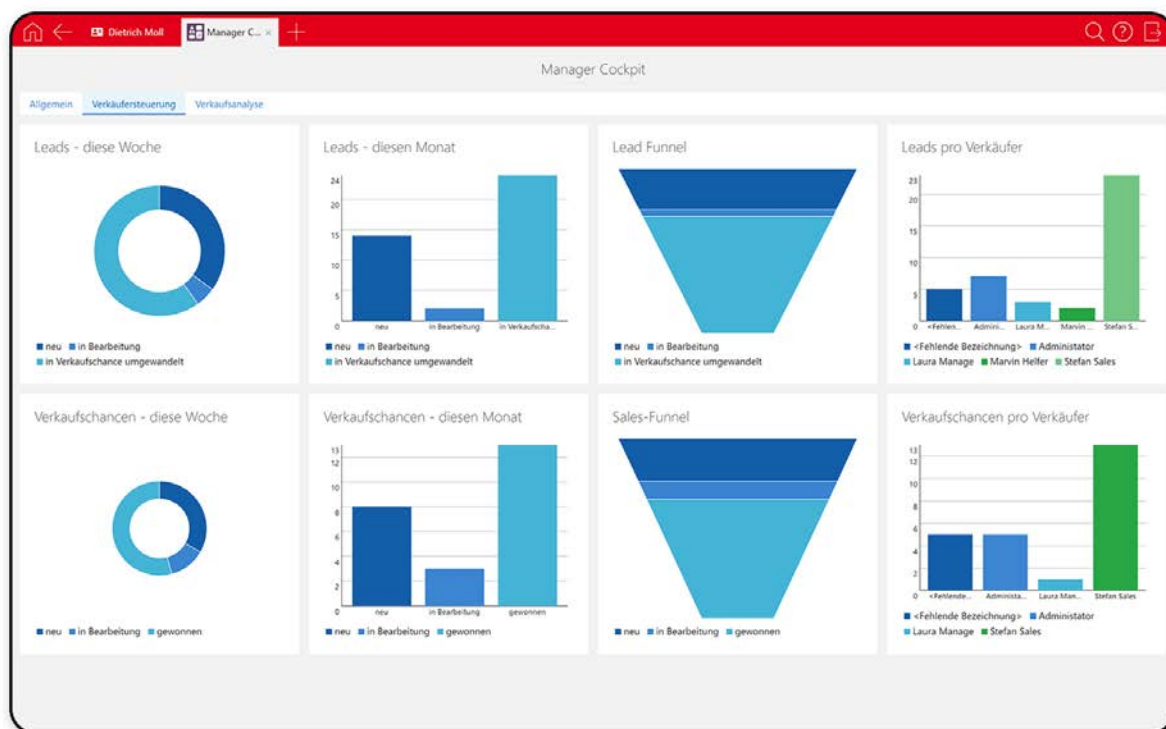 Dietrich Moll
Manager C... ×
Manager Cockpit
Allgemein Verkäufersteuerung Verkaufsanalyse
Leads - diese Woche
neu in Bearbeitung
in Verkaufschance umgewandelt
Leads - diesen Monat
24
20
15
10
5
0
neu in Bearbeitung in Verkaufscha...
neu in Bearbeitung
in Verkaufschance umgewandelt
Lead Funnel
neu in Bearbeitung
in Verkaufschance umgewandelt
Leads pro Verkäufer
23
20
15
10
5
0
<Fehlen... Admini... Laura M... Marvin ... Stefan S...
<Fehlende Bezeichnung> Administator
Laura Manage Marvin Helfer Stefan Sales
Verkaufschancen - diese Woche
neu in Bearbeitung gewonnen
Verkaufschancen - diesen Monat
13
12
10
8
6
4
2
0
neu in Bearbeitung gewonnen
neu in Bearbeitung gewonnen
Sales-Funnel
neu in Bearbeitung gewonnen
Verkaufschancen pro Verkäufer
13
12
10
8
6
4
2
0
<Fehlende... Administa... Laura Man... Stefan Sales
<Fehlende Bezeichnung> Administator
Laura Manage Stefan Sales